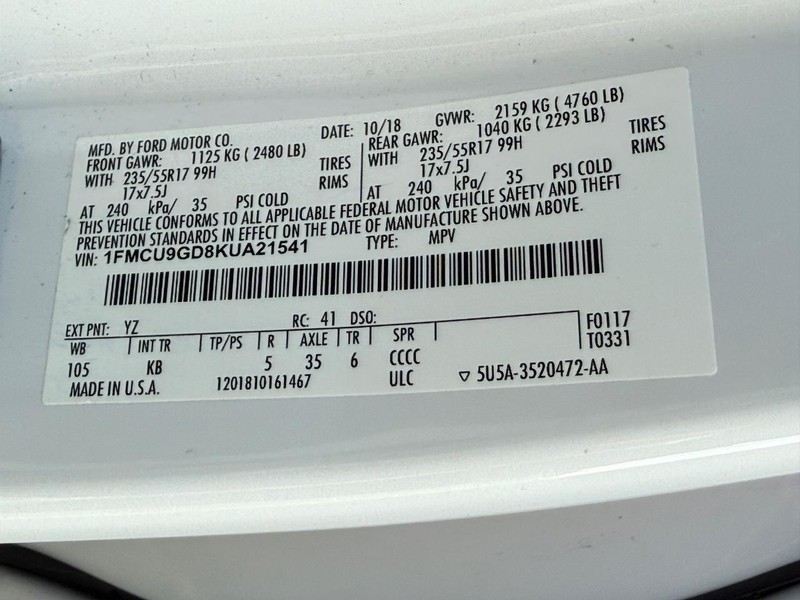 MFD. BY FORD MOTOR CO.
DATE: 10/18 GVWR: 2159 KG ( 4760 LB)
FRONT GAWR: 1125 KG ( 2480 LB)
WITH 235/55R17 99H TIRES
17x7.5J RIMS
AT 240 kPa/ 35 PSI COLD
REAR GAWR: 1040 KG ( 2293 LB)
WITH 235/55R17 99H TIRES
17x7.5J RIMS
AT 240 kPa/ 35 PSI COLD
THIS VEHICLE CONFORMS TO ALL APPLICABLE FEDERAL MOTOR VEHICLE SAFETY AND THEFT
PREVENTION STANDARDS IN EFFECT ON THE DATE OF MANUFACTURE SHOWN ABOVE.
VIN: 1FMCU9GD8KUA21541 TYPE: MPV
EXT PNT: YZ RC: 41 DSO:
WB INT TR TP/PS R AXLE TR SPR
105 KB 5 35 6 CCCC
F0117
T0331
MADE IN U.S.A. 1201810161467 ULC ▽ 5U5A-3520472-AA